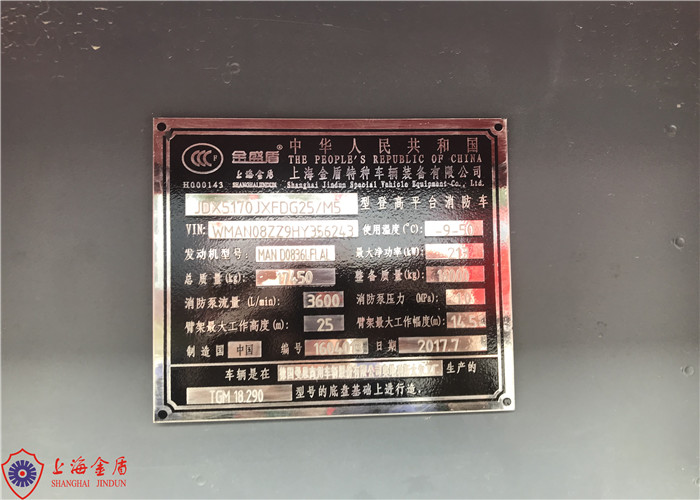 中华人民共和国
THE PEOPLE'S REPUBLIC OF CHINA
CCC F 金盛盾
上海金盾 上海金盾特种车辆装备有限公司
H000143 SHANGHAIJINDUN Shanghai Jindun Special Vehicle Equipment Co., Ltd.
JDX5170JXFDG25/M5 型登高平台消防车
VIN: WMAN08ZZ9HY356243 使用温度(℃): -9-50
发动机型号 MAN D0836LFLAL 最大净功率(kw)
总质量(kg): 17450 整备质量(kg):
消防泵流量(L/min): 3600 消防泵压力(MPa)
臂架最大工作高度(m): 25 臂架最大工作幅度(m): 14.5
制造国 中国 编号 日期 2017.7
车辆是在 生产的
TGM 18.290 型号的底盘基础上进行造.
上海金盾
SHANGHAI JINDUN